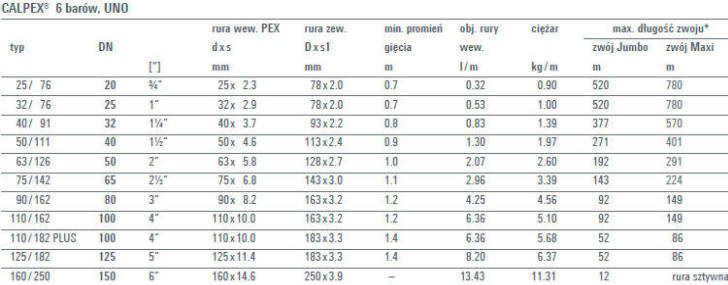 CALPEX® 6 barów, UNO
rura wew. PEX rura zew. min. promień obj. rury ciężar max. długość zwoju*
typ DN d x s D x s1 gięcia wew. zwój Jumbo zwój Maxi
["] mm mm m l / m kg / m m m
25 / 76 20 ¾" 25 x 2.3 78 x 2.0 0.7 0.32 0.90 520 780
32 / 76 25 1" 32 x 2.9 78 x 2.0 0.7 0.53 1.00 520 780
40 / 91 32 1¼" 40 x 3.7 93 x 2.2 0.8 0.83 1.39 377 570
50 / 111 40 1½" 50 x 4.6 113 x 2.4 0.9 1.30 1.97 271 401
63 / 126 50 2" 63 x 5.8 128 x 2.7 1.0 2.07 2.60 192 291
75 / 142 65 2½" 75 x 6.8 143 x 3.0 1.1 2.96 3.39 143 224
90 / 162 80 3" 90 x 8.2 163 x 3.2 1.2 4.25 4.56 92 149
110 / 162 100 4" 110 x 10.0 163 x 3.2 1.2 6.36 5.10 92 149
110 / 182 PLUS 100 4" 110 x 10.0 183 x 3.3 1.4 6.36 5.68 52 86
125 / 182 125 5" 125 x 11.4 183 x 3.3 1.4 8.20 6.37 52 86
160 / 250 150 6" 160 x 14.6 250 x 3.9 – 13.43 11.31 12 rura sztywna